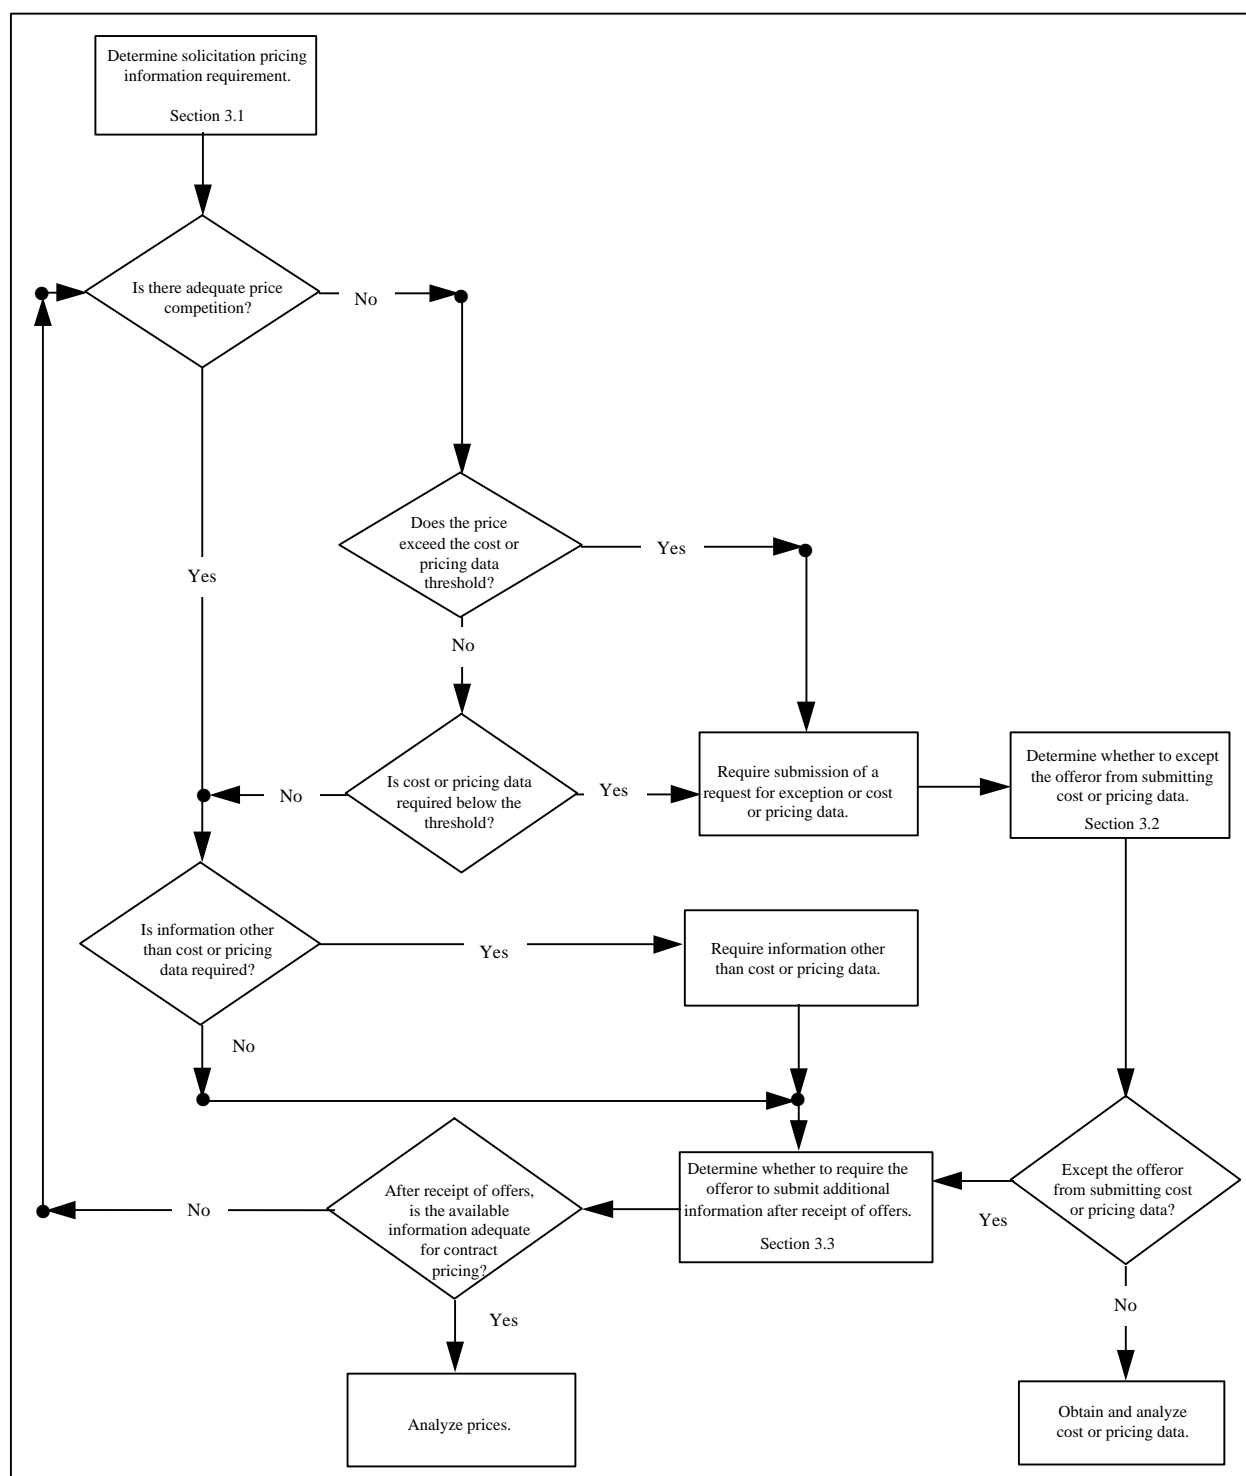 Determine solicitation pricing
information requirement.
Section 3.1
Is there adequate price
competition?
No
Does the price
exceed the cost or
pricing data
threshold?
Yes
Yes
No
Is cost or pricing data
required below the
threshold?
No
Yes
Require submission of a
request for exception or cost
or pricing data.
Determine whether to except
the offeror from submitting
cost or pricing data.
Section 3.2
Is information other
than cost or pricing
data required?
Yes
Require information other
than cost or pricing data.
No
Determine whether to require the
offeror to submit additional
information after receipt of offers.
Section 3.3
Except the offeror
from submitting cost
or pricing data?
Yes
After receipt of offers,
is the available
information adequate
for contract
pricing?
No
Yes
No
Analyze prices.
Obtain and analyze
cost or pricing data.